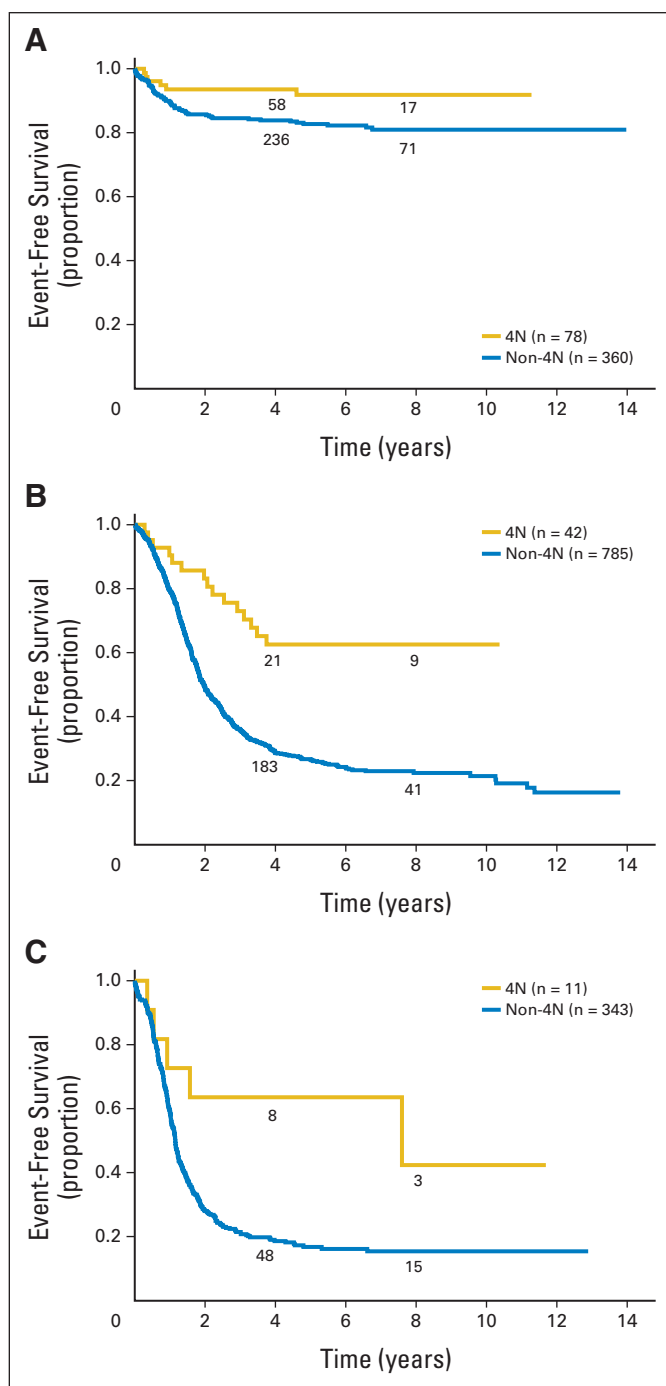 A
1.0
0.8
0.6
0.4
0.2
0
2
4
6
8
10
12
14
Event-Free Survival
(proportion)
Time (years)
58
17
236
71
4N (n = 78)
Non-4N (n = 360)
B
1.0
0.8
0.6
0.4
0.2
0
2
4
6
8
10
12
14
Event-Free Survival
(proportion)
Time (years)
4N (n = 42)
Non-4N (n = 785)
21
9
183
41
C
1.0
0.8
0.6
0.4
0.2
0
2
4
6
8
10
12
14
Event-Free Survival
(proportion)
Time (years)
4N (n = 11)
Non-4N (n = 343)
8
3
48
15